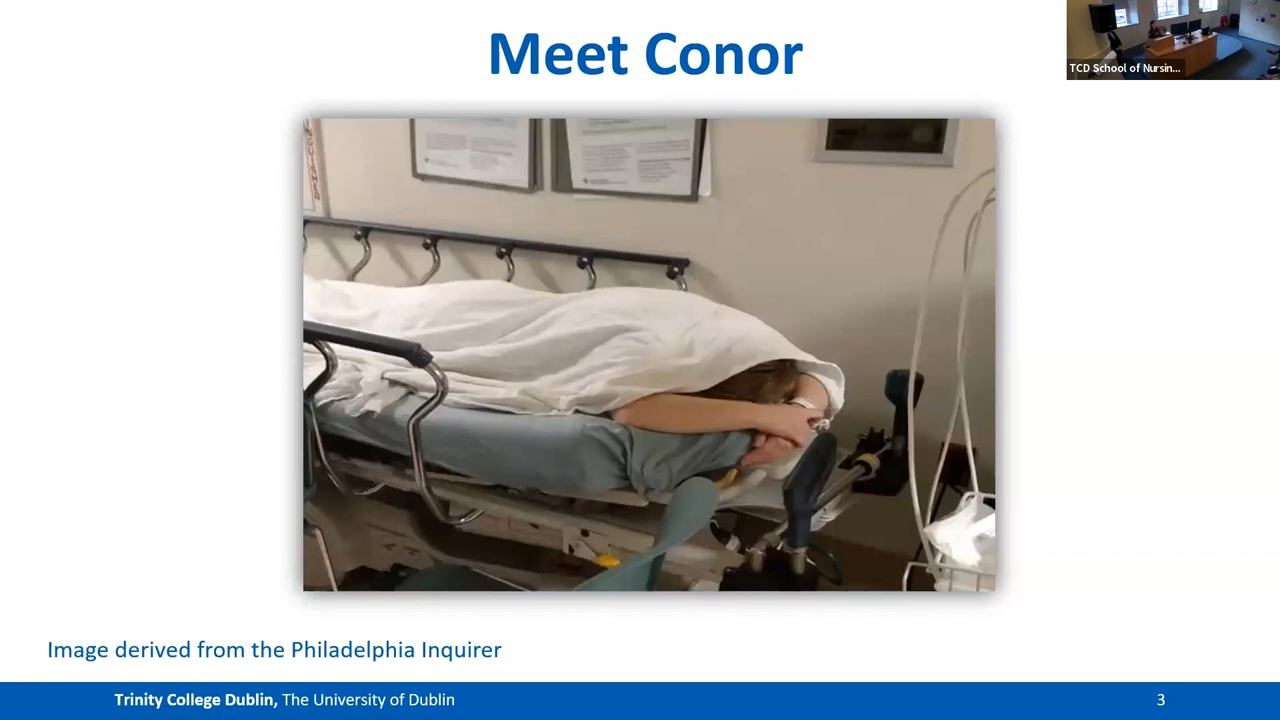 Meet Conor
TCD School of Nursin...
Image derived from the Philadelphia Inquirer
Trinity College Dublin, The University of Dublin
3